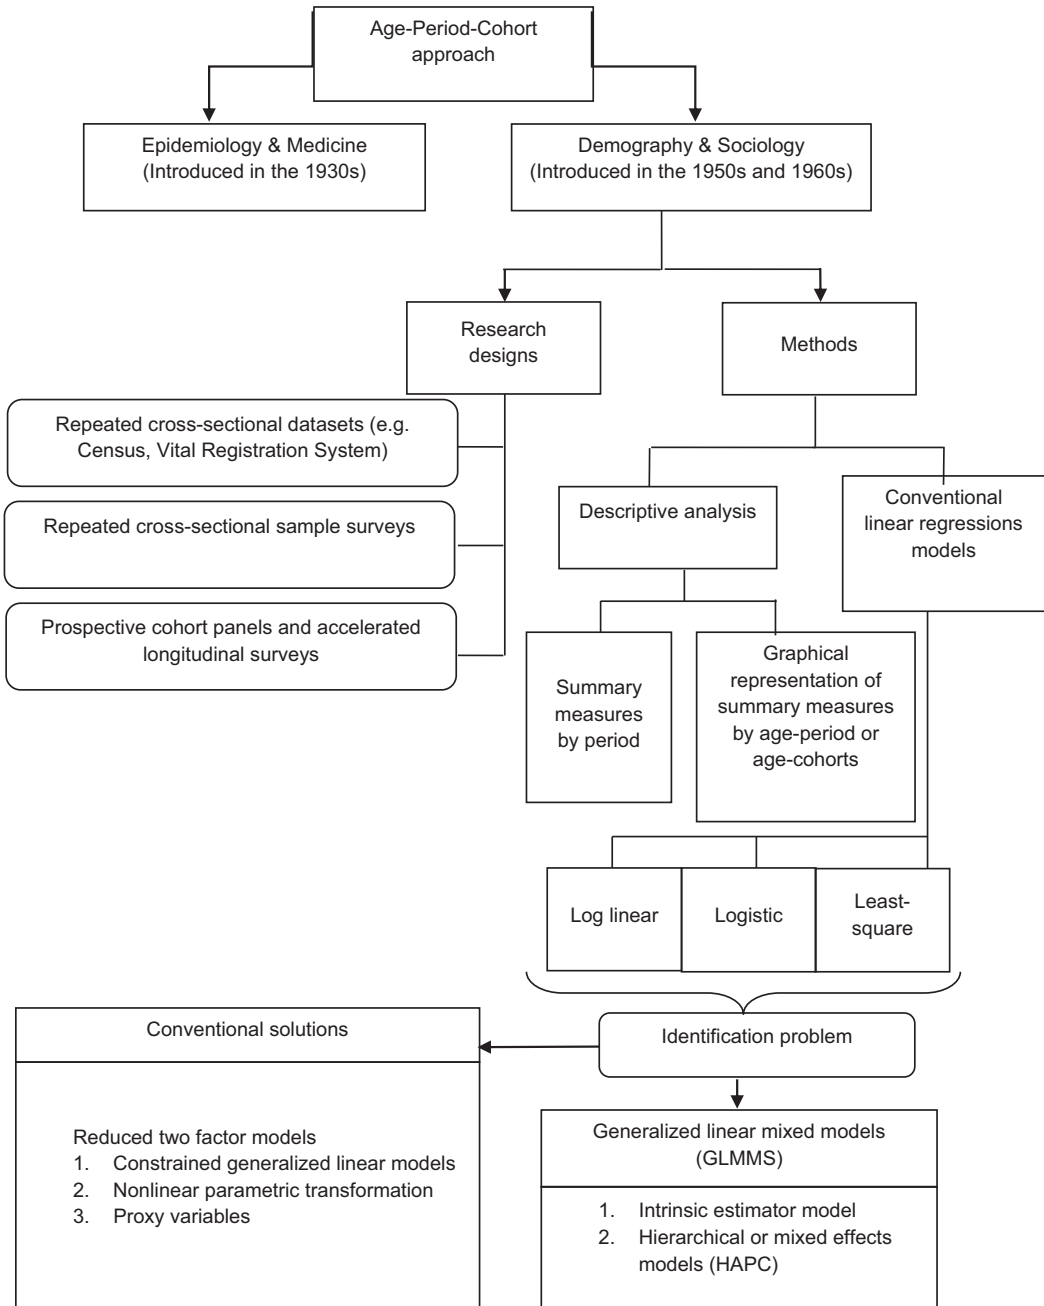 Age-Period-Cohort
approach
Epidemiology & Medicine
(Introduced in the 1930s)
Demography & Sociology
(Introduced in the 1950s and 1960s)
Research
designs
Methods
Repeated cross-sectional datasets (e.g.
Census, Vital Registration System)
Repeated cross-sectional sample surveys
Prospective cohort panels and accelerated
longitudinal surveys
Descriptive analysis
Conventional
linear regressions
models
Summary
measures
by period
Graphical
representation of
summary measures
by age-period or
age-cohorts
Log linear
Logistic
Least-
square
Identification problem
Conventional solutions
Reduced two factor models
1. Constrained generalized linear models
2. Nonlinear parametric transformation
3. Proxy variables
Generalized linear mixed models
(GLMMS)
1. Intrinsic estimator model
2. Hierarchical or mixed effects
models (HAPC)